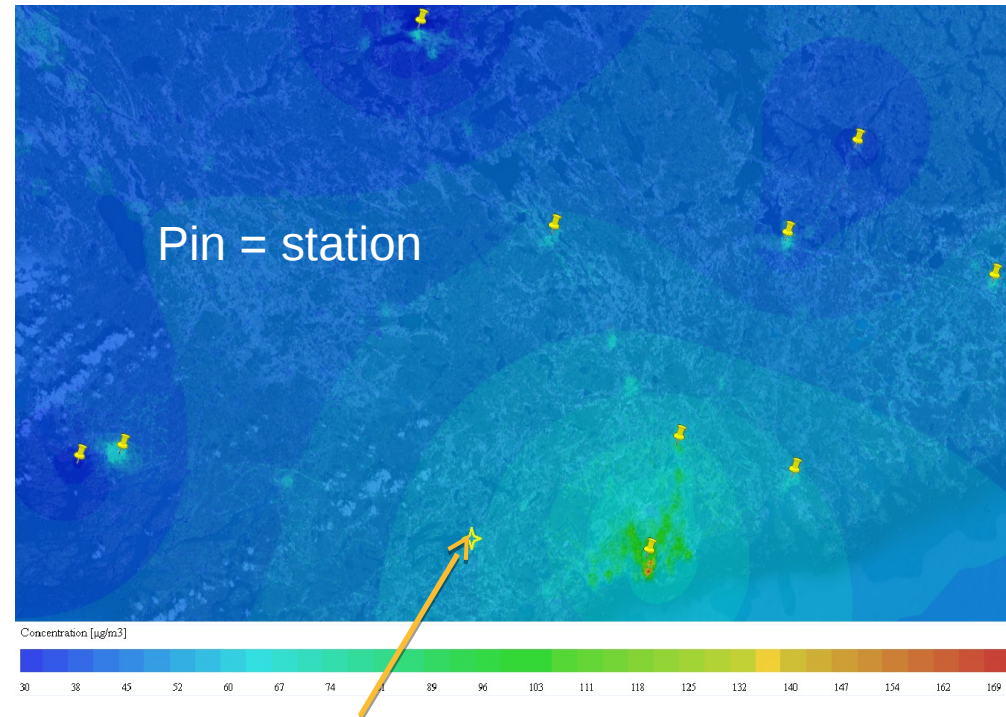 Pin = station
Concentration [µg/m3]
30 38 45 52 60 67 74 89 96 103 111 118 125 132 140 147 154 162 169